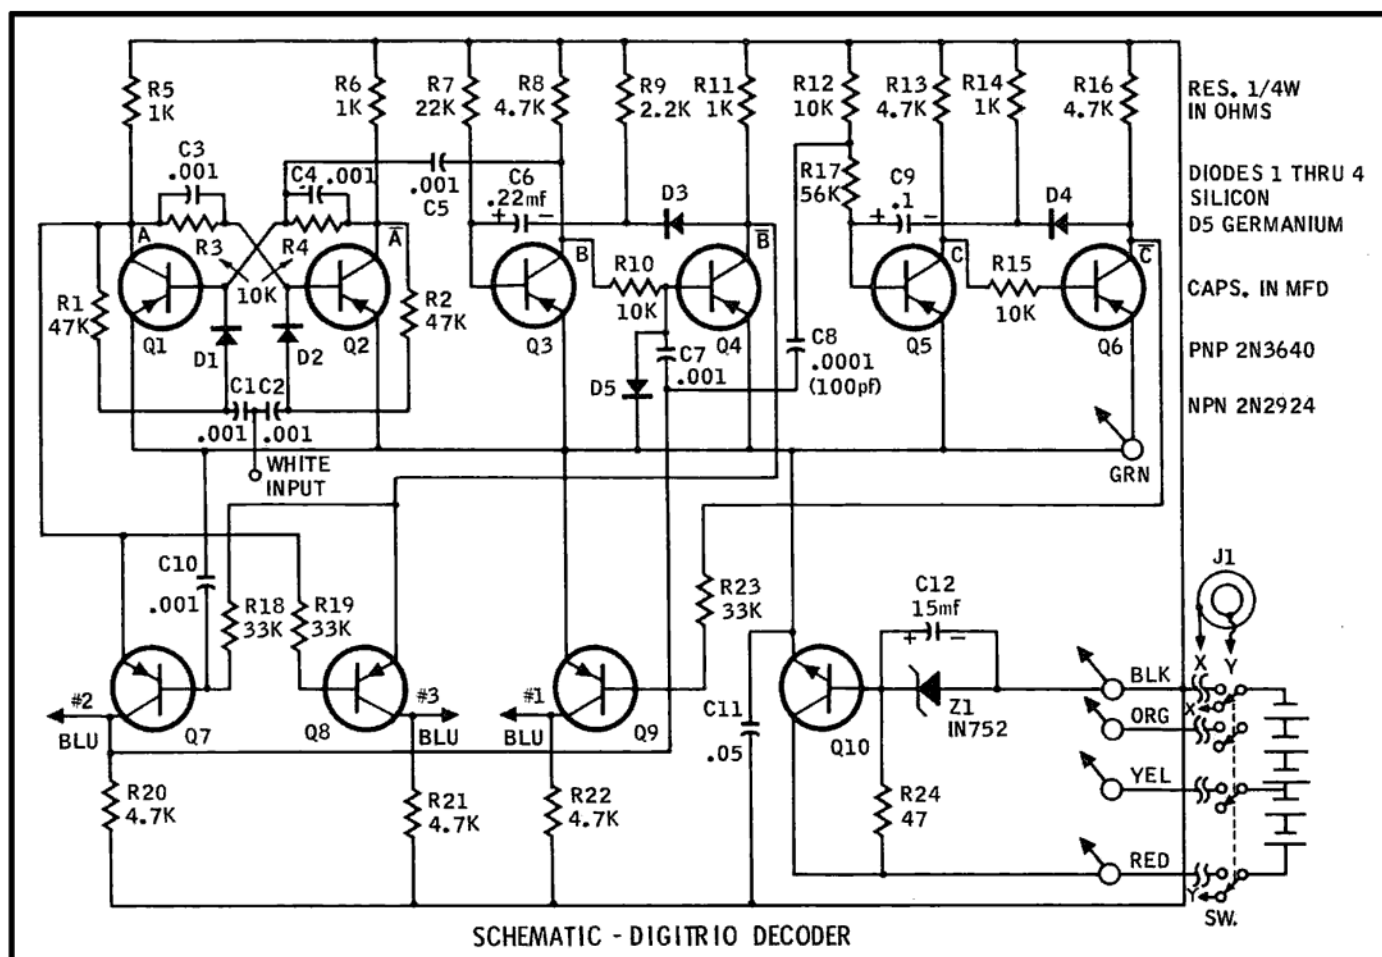 R5
1K
R6
1K
R7
22K
R8
4.7K
R9
2.2K
R11
1K
R12
10K
R13
4.7K
R14
1K
R16
4.7K
RES. 1/4W
IN OHMS
C3
.001
C4 .001
.001
C5
C6
.22mf
+ −
D3
R17
56K
C9
.1
+ −
D4
DIODES 1 THRU 4
SILICON
D5 GERMANIUM
A
R3
R4
10K
A
B
B
C
C
R1
47K
R2
47K
R10
10K
R15
10K
CAPS. IN MFD
Q1
D1
D2
Q2
Q3
Q4
Q5
Q6
C7
.001
D5
C8
.0001
(100pf)
PNP 2N3640
NPN 2N2924
C1
C2
.001 .001
WHITE
INPUT
GRN
C10
.001
R18
33K
R19
33K
R23
33K
C12
15mf
+ −
J1
X Y
#2
BLU
Q7
Q8
#3
BLU
#1
BLU
Q9
C11
.05
Q10
Z1
IN752
BLK
X
ORG
YEL
RED
Y
SW.
R20
4.7K
R21
4.7K
R22
4.7K
R24
47
SCHEMATIC - DIGITRIO DECODER